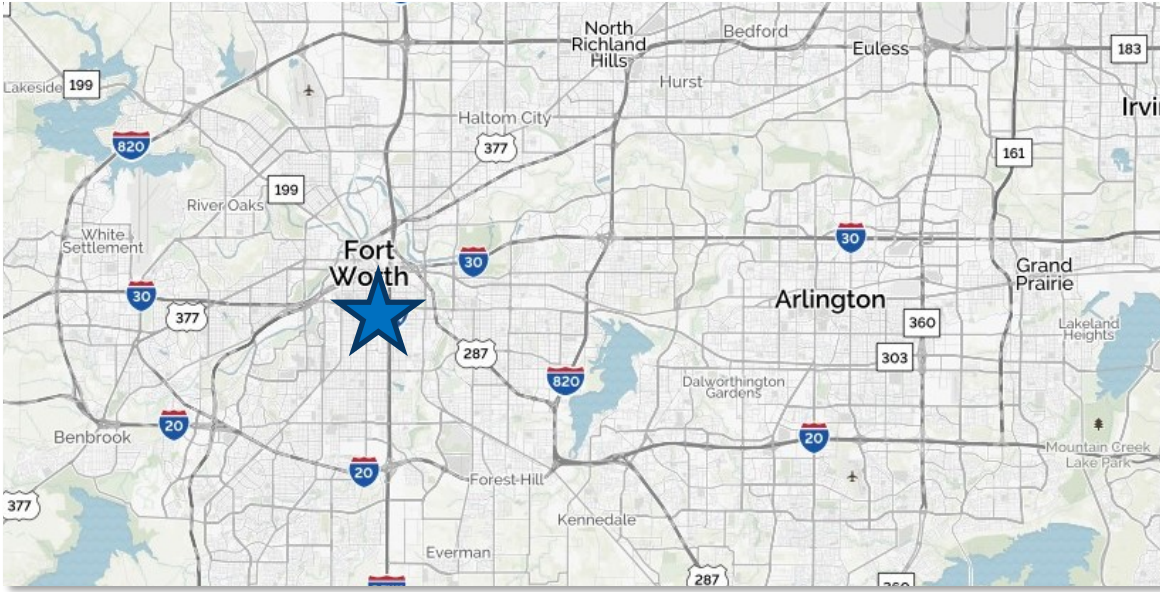 North
Richland
Hills
Bedford
Euless
183
Lakeside
199
Hurst
Haltom City
820
377
161
199
River Oaks
White
Settlement
Fort
Worth
30
30
Grand
Prairie
30
377
Arlington
360
Lakeland
Heights
287
303
820
Dalworthington
Gardens
20
Benbrook
20
Mountain Creek
Lake Park
20
Forest Hill
377
Kennedale
Everman
287